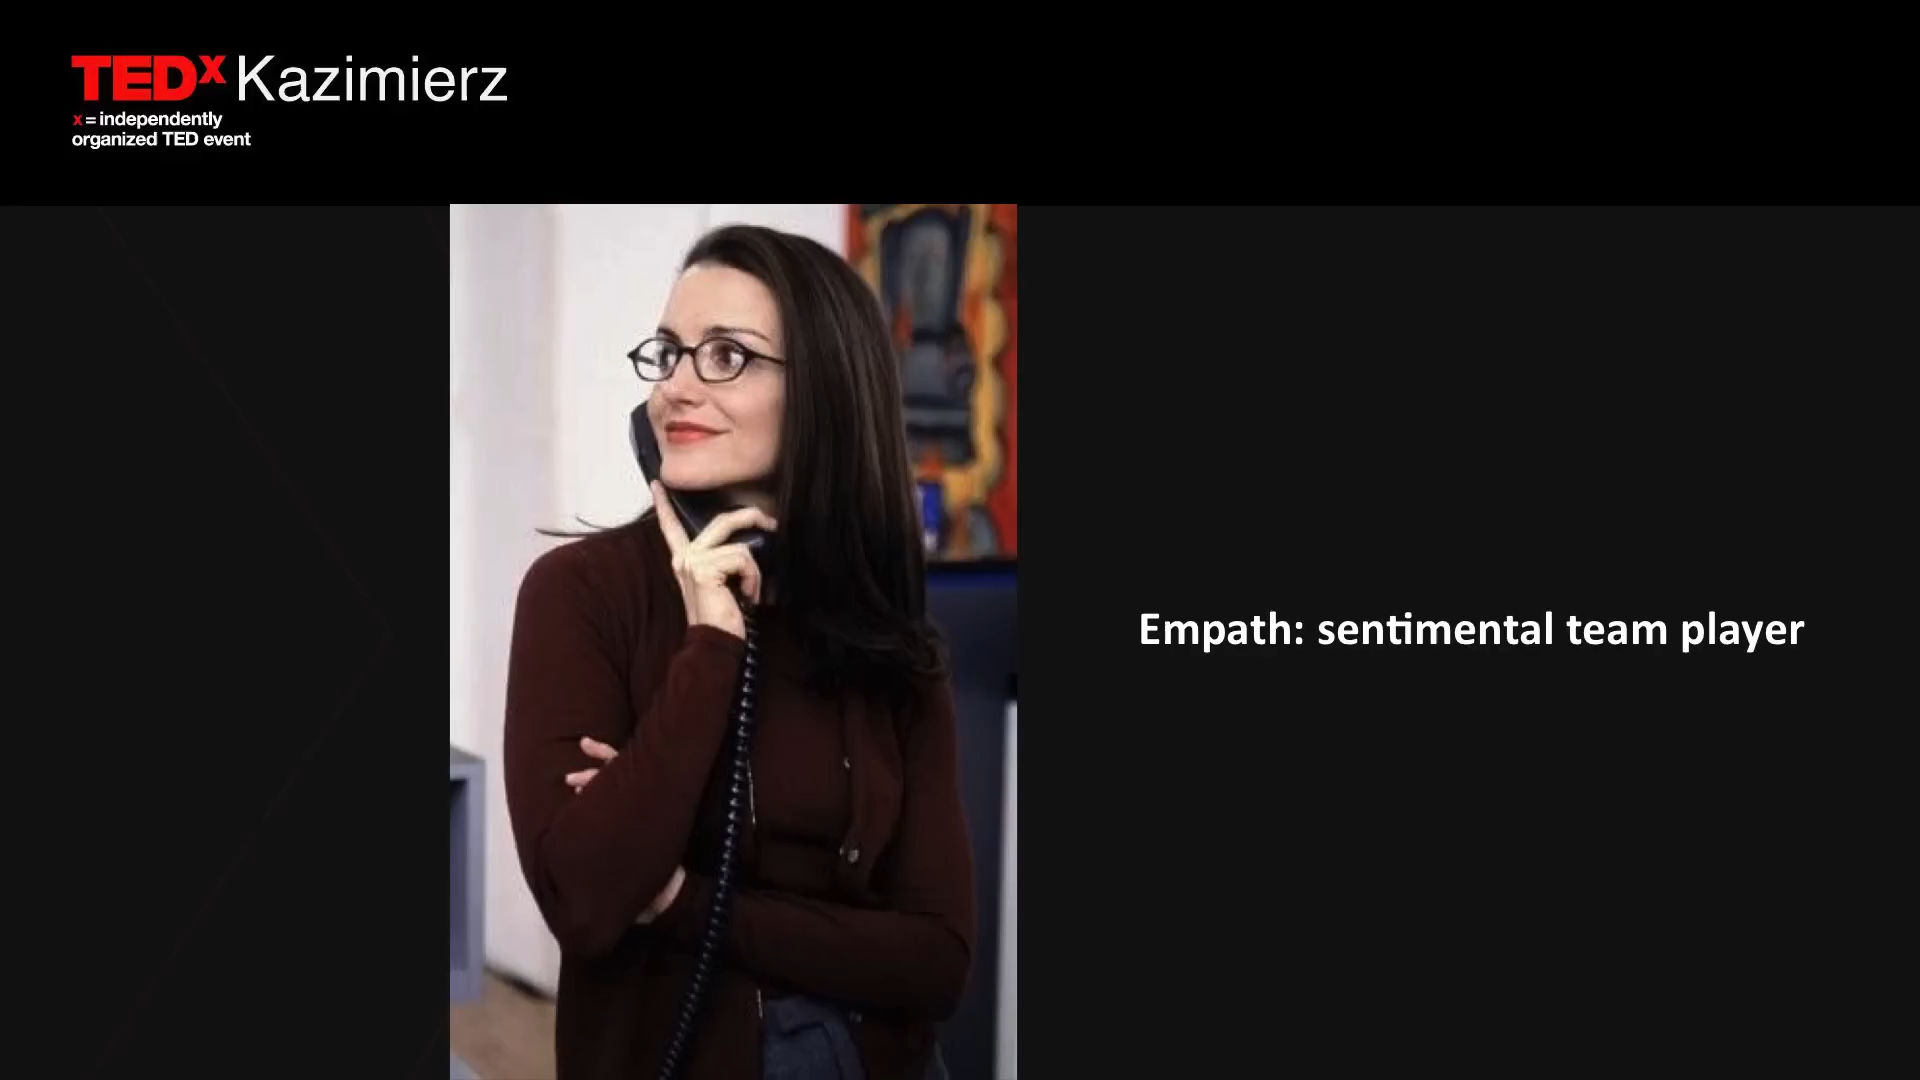 TEDx Kazimierz
x = independently
organized TED event
Empath: sentimental team player